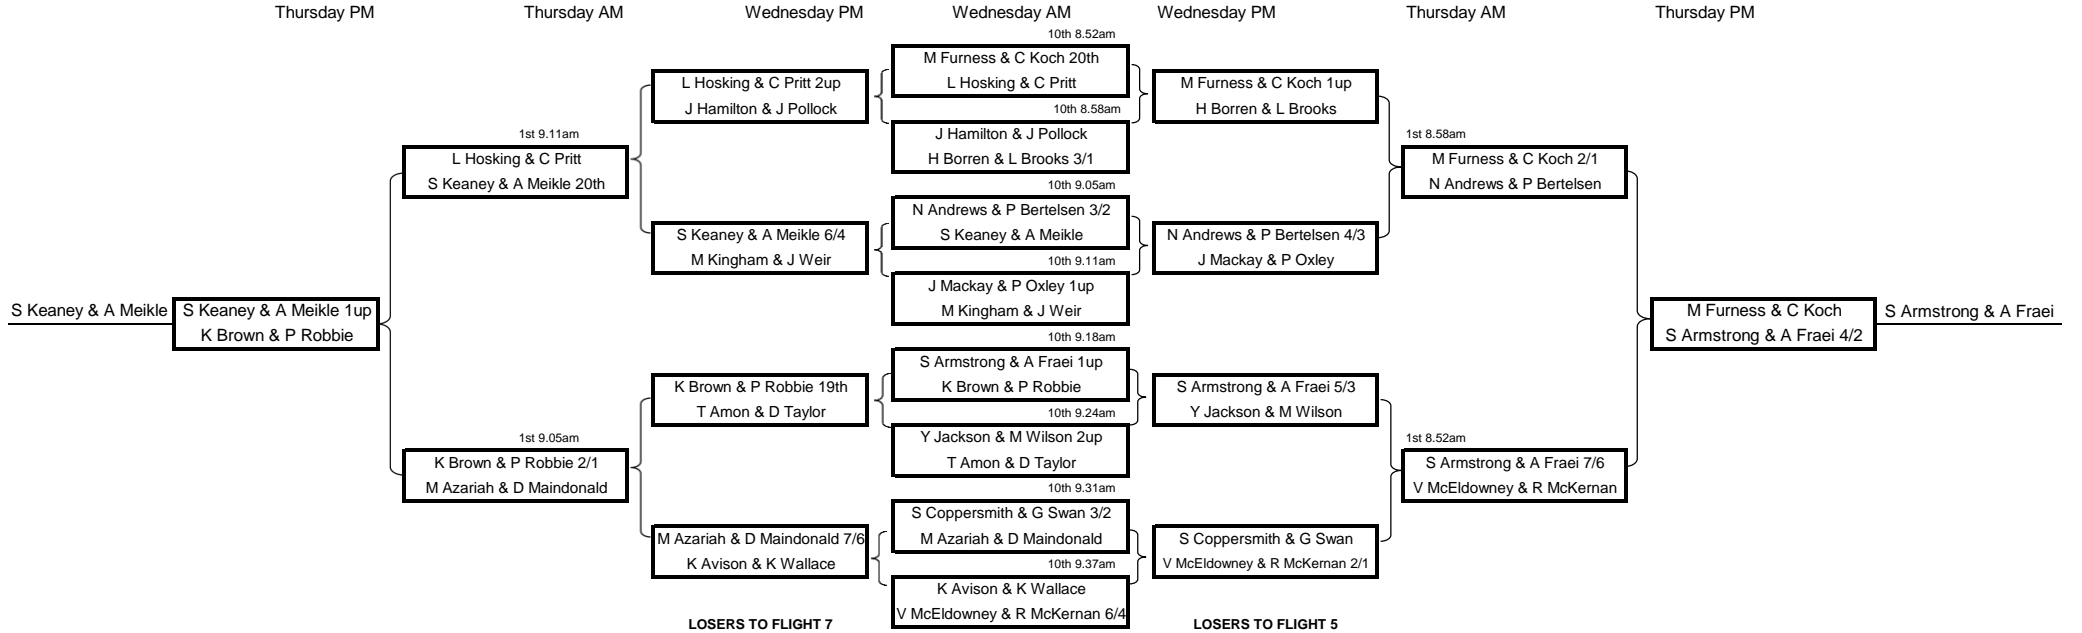 Thursday PM
Thursday AM
Wednesday PM
Wednesday AM
Wednesday PM
Thursday AM
Thursday PM
S Keaney & A Meikle
S Keaney & A Meikle 1up
K Brown & P Robbie
1st 9.11am
L Hosking & C Pritt
S Keaney & A Meikle 20th
1st 9.05am
K Brown & P Robbie 2/1
M Azariah & D Maindonald
L Hosking & C Pritt 2up
J Hamilton & J Pollock
S Keaney & A Meikle 6/4
M Kingham & J Weir
K Brown & P Robbie 19th
T Amon & D Taylor
M Azariah & D Maindonald 7/6
K Avison & K Wallace
LOSERS TO FLIGHT 7
10th 8.52am
M Furness & C Koch 20th
L Hosking & C Pritt
10th 8.58am
J Hamilton & J Pollock
H Borren & L Brooks 3/1
10th 9.05am
N Andrews & P Bertelsen 3/2
S Keaney & A Meikle
10th 9.11am
J Mackay & P Oxley 1up
M Kingham & J Weir
10th 9.18am
S Armstrong & A Fraei 1up
K Brown & P Robbie
10th 9.24am
Y Jackson & M Wilson 2up
T Amon & D Taylor
10th 9.31am
S Coppersmith & G Swan 3/2
M Azariah & D Maindonald
10th 9.37am
K Avison & K Wallace
V McEldowney & R McKernan 6/4
M Furness & C Koch 1up
H Borren & L Brooks
N Andrews & P Bertelsen 4/3
J Mackay & P Oxley
S Armstrong & A Fraei 5/3
Y Jackson & M Wilson
S Coppersmith & G Swan
V McEldowney & R McKernan 2/1
LOSERS TO FLIGHT 5
1st 8.58am
M Furness & C Koch 2/1
N Andrews & P Bertelsen
1st 8.52am
S Armstrong & A Fraei 7/6
V McEldowney & R McKernan
M Furness & C Koch
S Armstrong & A Fraei 4/2
S Armstrong & A Fraei